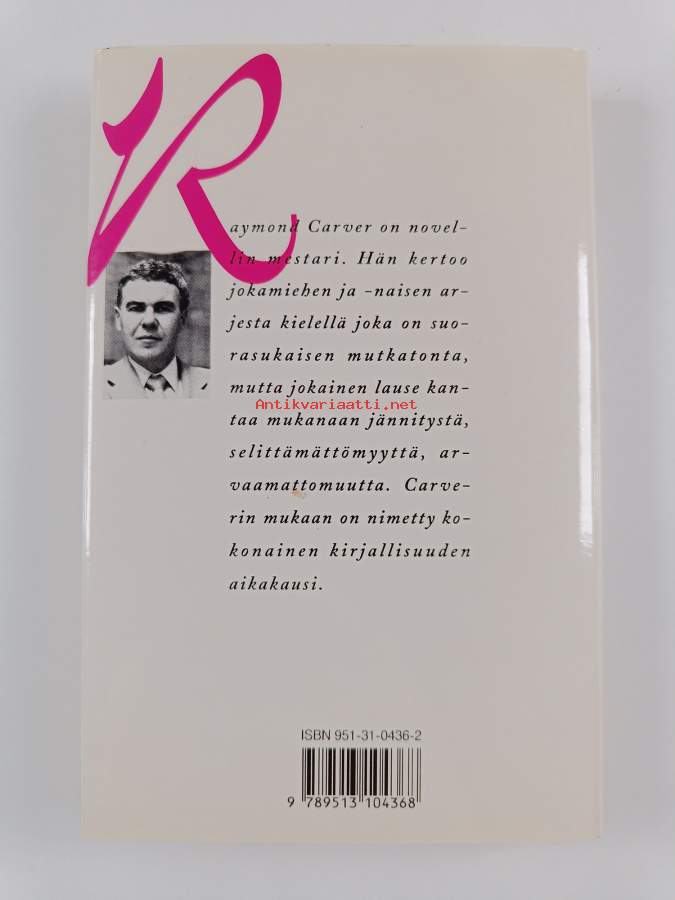 Raymond Carver on novel-
lin mestari. Hän kertoo
jokamiehen ja -naisen ar-
jesta kielellä joka on suo-
rasukaisen mutkatonta,
mutta jokainen lause kan-
Antikvariaatti.net
taa mukanaan jännitystä,
selittämättömyyttä, ar-
vaamattomuutta. Carve-
rin mukaan on nimetty ko-
konainen kirjallisuuden
aikakausi.
ISBN 951-31-0436-2
9 789513 104368